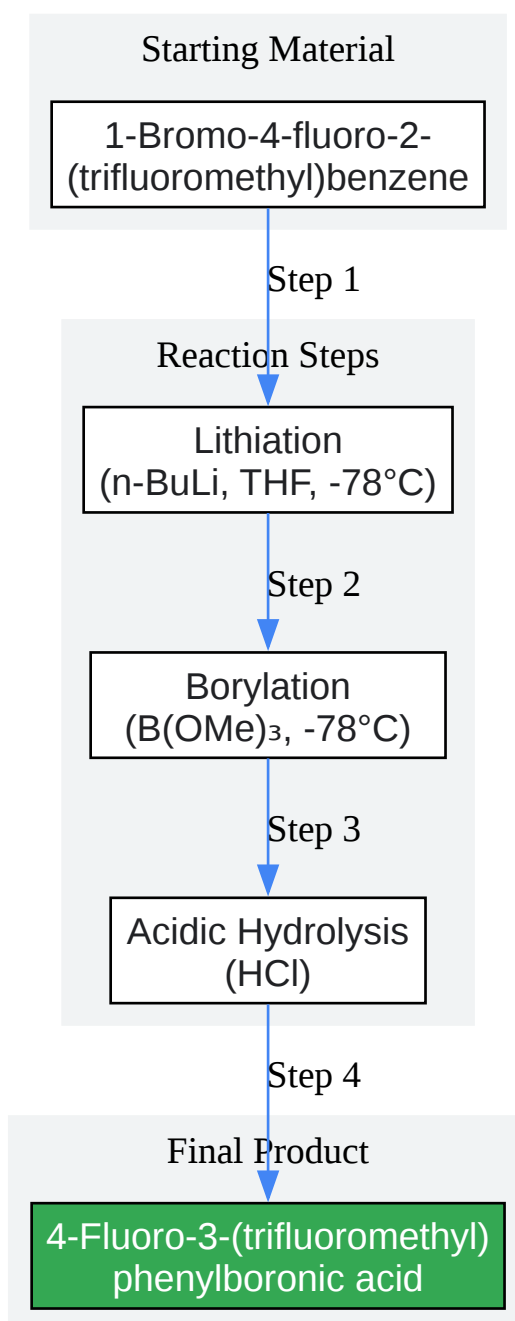 Starting Material
1-Bromo-4-fluoro-2-
(trifluoromethyl)benzene
Step 1
Reaction Steps
Lithiation
(n-BuLi, THF, -78°C)
Step 2
Borylation
(B(OMe)₃, -78°C)
Step 3
Acidic Hydrolysis
(HCl)
Step 4
Final Product
4-Fluoro-3-(trifluoromethyl)
phenylboronic acid